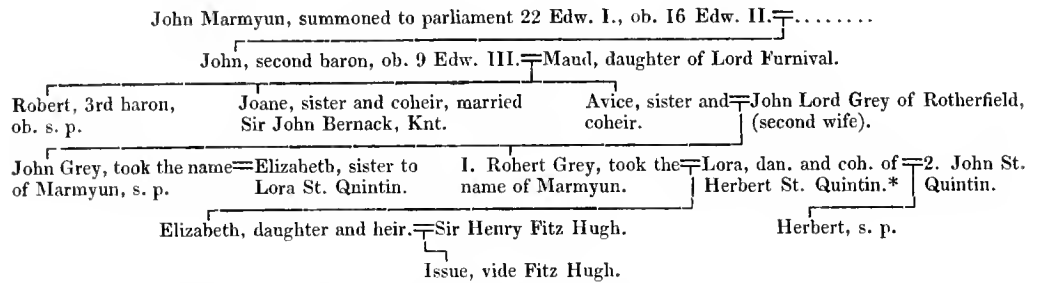 John Marmyun, summoned to parliament 22 Edw. I., ob. 16 Edw. II.=........
John, second baron, ob. 9 Edw. III.=Maud, daughter of Lord Furnival.
Robert, 3rd baron, ob. s. p.
Joane, sister and coheir, married Sir John Bernack, Knt.
Avice, sister and coheir.=John Lord Grey of Rotherfield, (second wife).
John Grey, took the name of Marmyun, s. p.=Elizabeth, sister to Lora St. Qnintin.
I. Robert Grey, took the name of Marmyun.=Lora, dan. and coh. of Herbert St. Quintin.*=2. John St. Quintin.
Elizabeth, daughter and heir.=Sir Henry Fitz Hugh.
Herbert, s. p.
Issue, vide Fitz Hugh.